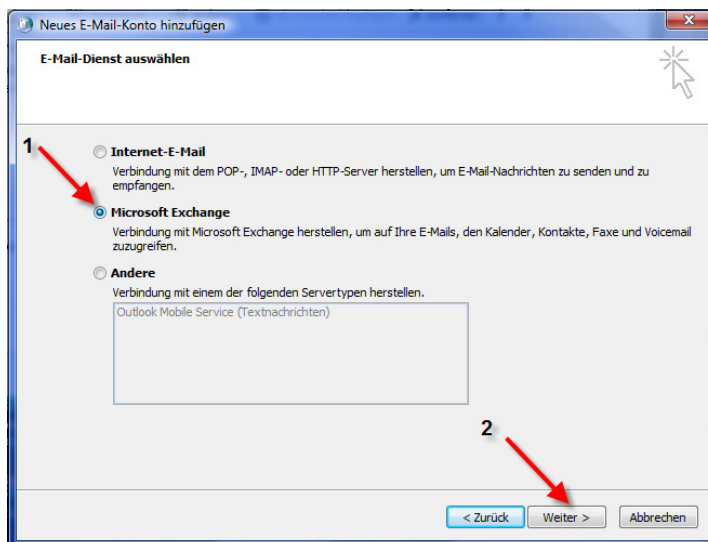 Neues E-Mail-Konto hinzufügen
E-Mail-Dienst auswählen
1
Internet-E-Mail
Verbindung mit dem POP-, IMAP- oder HTTP-Server herstellen, um E-Mail-Nachrichten zu senden und zu
empfangen.
Microsoft Exchange
Verbindung mit Microsoft Exchange herstellen, um auf Ihre E-Mails, den Kalender, Kontakte, Faxe und Voicemail
zuzugreifen.
Andere
Verbindung mit einem der folgenden Servertypen herstellen.
Outlook Mobile Service (Textnachrichten)
2
< Zurück Weiter > Abbrechen